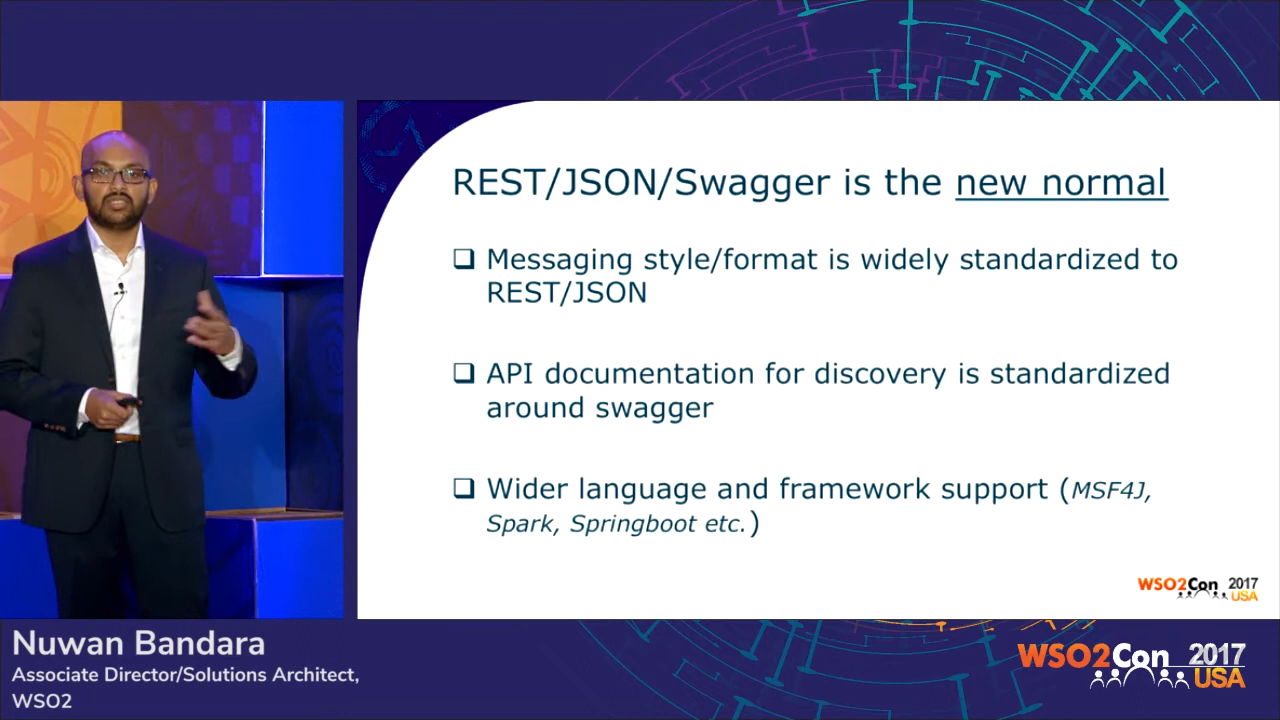 REST/JSON/Swagger is the new normal
❑ Messaging style/format is widely standardized to
REST/JSON
❑ API documentation for discovery is standardized
around swagger
❑ Wider language and framework support (MSF4J,
Spark, Springboot etc.)
WSO2Con 2017
USA
Nuwan Bandara
Associate Director/Solutions Architect,
WSO2
WSO2Con 2017
USA